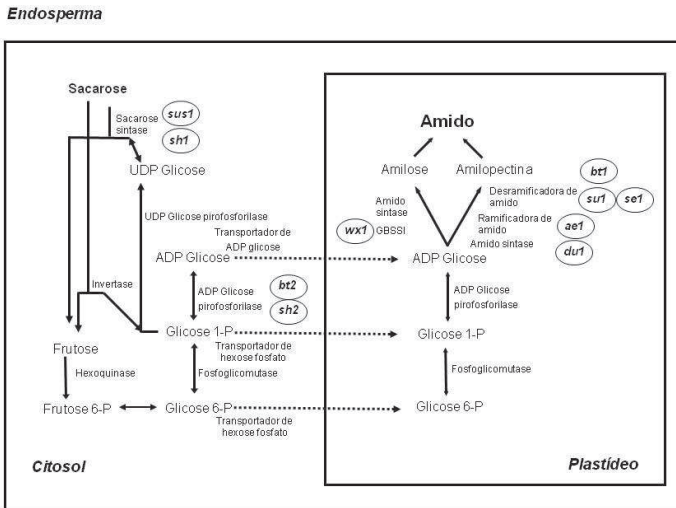 Endosperma
Sacarose
Sacarose
sintase
sus1
sh1
UDP Glicose
UDP Glicose pirofosforilase
Transportador de
ADP glicose
ADP Glicose
Invertase
ADP Glicose
pirofosforilase
bt2
sh2
Glicose 1-P
Transportador de
hexose fosfato
Frutose
Hexoquinase
Fosfoglicomutase
Frutose 6-P
Glicose 6-P
Transportador de
hexose fosfato
Citosol
Amido
Amilose
Amilopectina
bt1
Desramificadora de
amido
su1
se1
Amido
sintase
wx1
GBSSI
Ramificadora de
amido
ae1
Amido sintase
du1
ADP Glicose
ADP Glicose
pirofosforilase
Glicose 1-P
Fosfoglicomutase
Glicose 6-P
Plastídeo